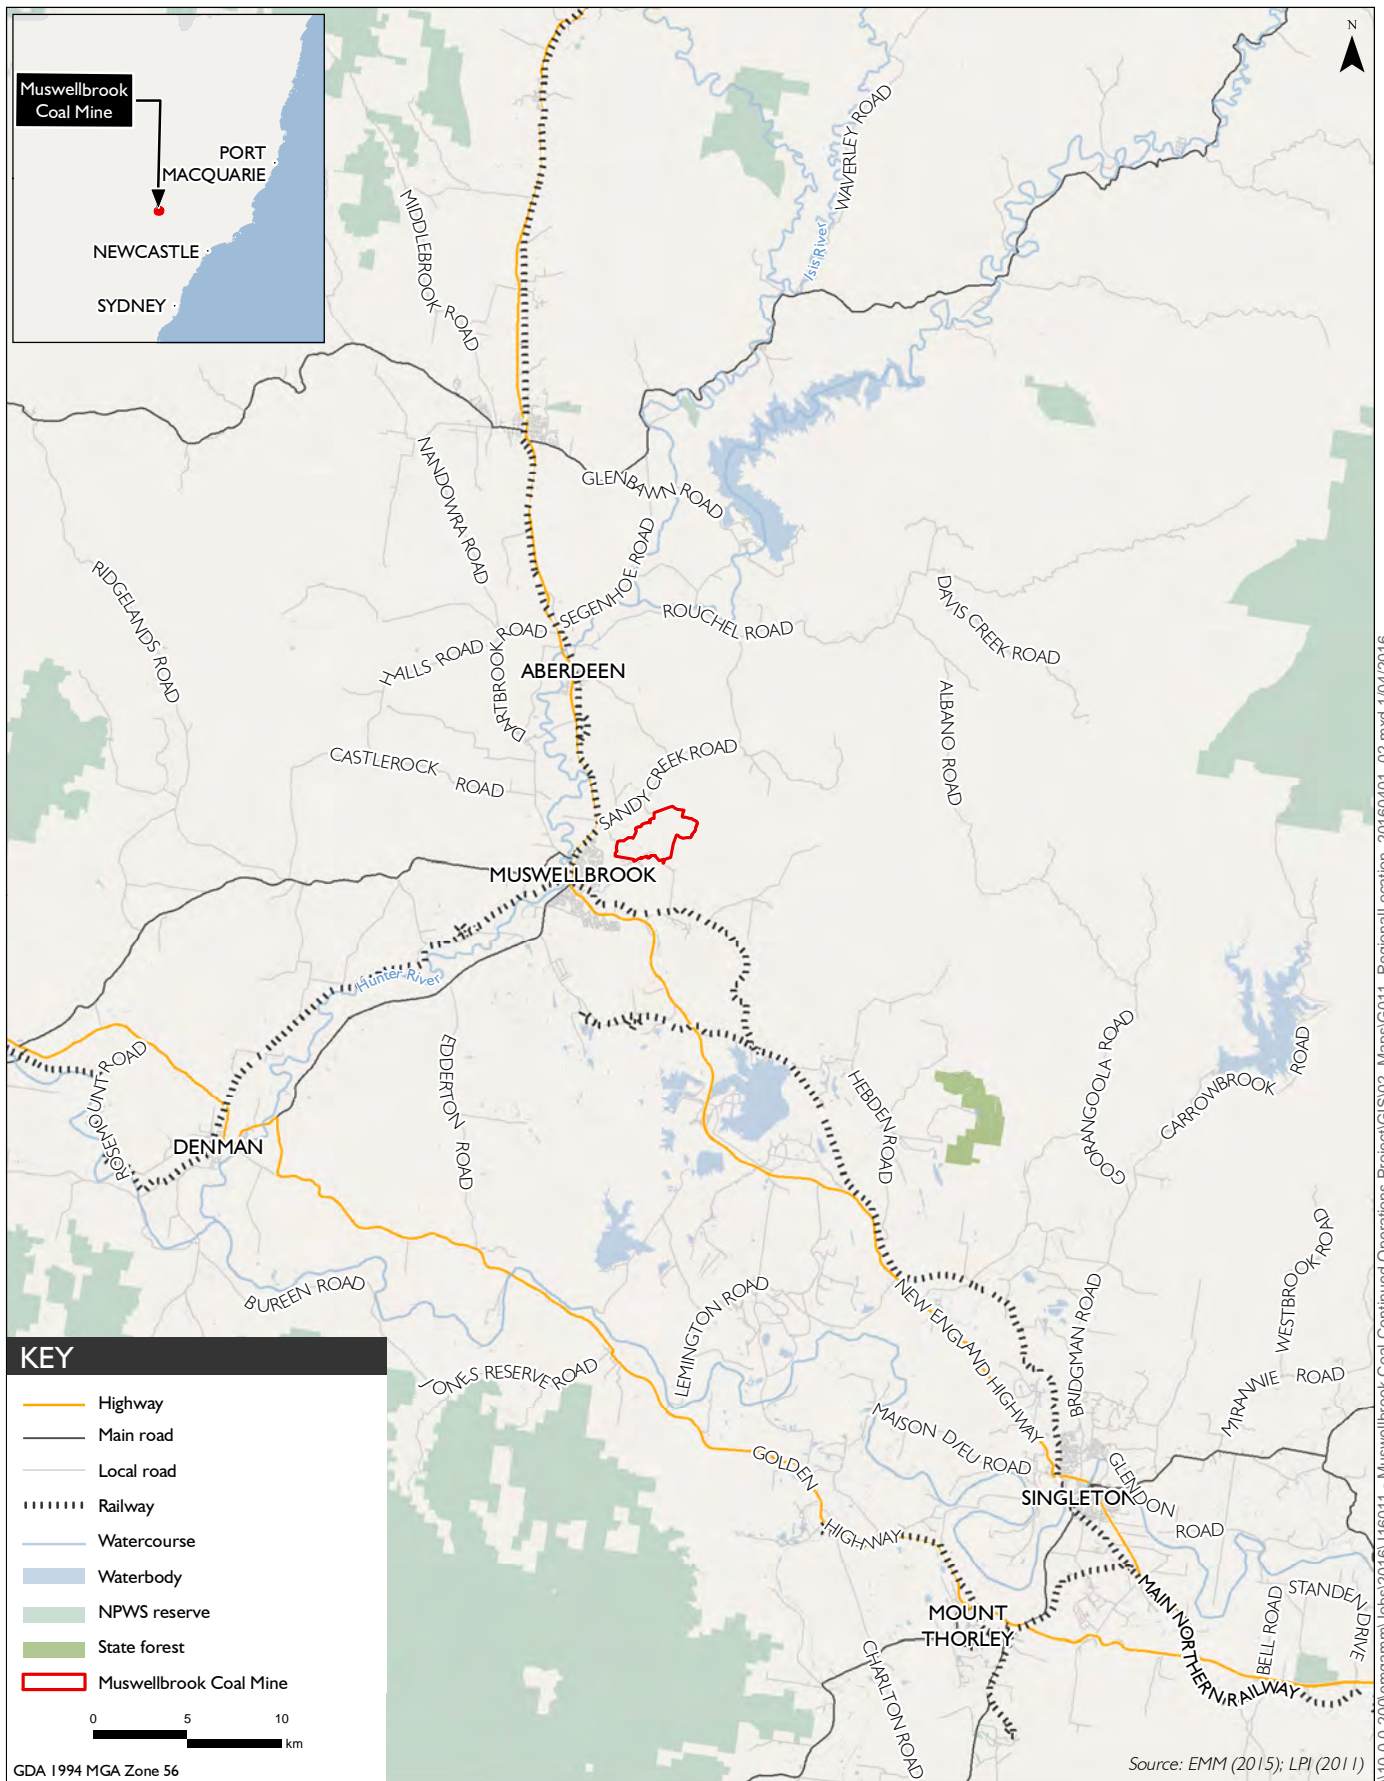 N
Muswellbrook
Coal Mine
PORT
MACQUARIE
NEWCASTLE
SYDNEY
WAVERLEY ROAD
Isis River
MIDDLEBROOK ROAD
GLENBAWN ROAD
NANDOWRA ROAD
SEGENHOE ROAD
RIDGELANDS ROAD
ROUCHEL ROAD
DAVIS CREEK ROAD
HALLS ROAD
DARTBROOK ROAD
ABERDEEN
ALBANO ROAD
CASTLEROCK ROAD
SANDY CREEK ROAD
MUSWELLBROOK
Hunter River
EDDERTON ROAD
ROSEMOUNT ROAD
DENMAN
HEBDEN ROAD
GOORANGOOLA ROAD
CARROWBROOK ROAD
BUREEN ROAD
LEMINGTON ROAD
NEW ENGLAND HIGHWAY
BRIDGMAN ROAD
WESTBROOK ROAD
MIRANNIE ROAD
JONES RESERVE ROAD
MAISON DIEU ROAD
GOLDEN HIGHWAY
SINGLETON
GLENDON ROAD
MOUNT
THORLEY
MAIN NORTHERN RAILWAY
BELL ROAD
STANDEN DRIVE
CHARLTON ROAD
KEY
Highway
Main road
Local road
Railway
Watercourse
Waterbody
NPWS reserve
State forest
Muswellbrook Coal Mine
0 5 10
km
GDA 1994 MGA Zone 56
Source: EMM (2015); LPI (2011)